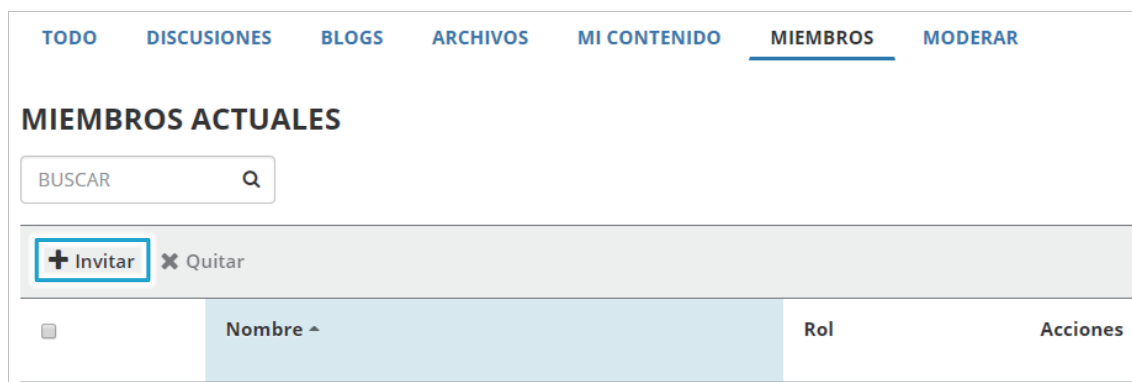 TODO DISCUSIONES BLOGS ARCHIVOS MI CONTENIDO MIEMBROS MODERAR
MIEMBROS ACTUALES
BUSCAR
Invitar Quitar
Nombre Rol Acciones